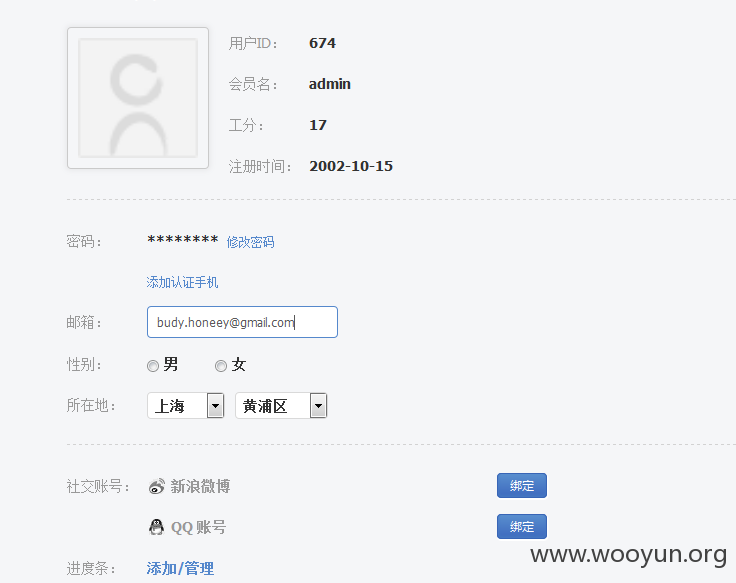 用户ID： 674
会员名： admin
工分： 17
注册时间： 2002-10-15
密码： ******** 修改密码
添加认证手机
邮箱： budy.honeey@gmail.com
性别： 男 女
所在地： 上海 黄浦区
社交账号： 新浪微博 绑定
QQ 账号 绑定
www.wooyun.org
进度条： 添加/管理